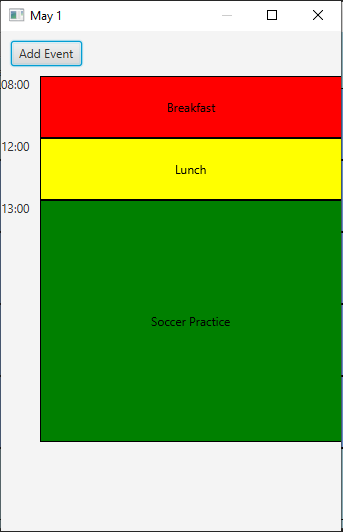 May 1
Add Event
08:00
Breakfast
12:00
Lunch
13:00
Soccer Practice